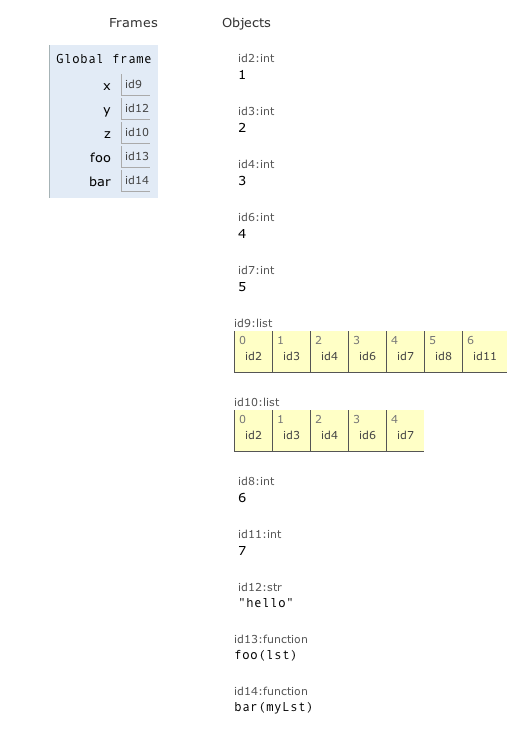 Frames Objects
Global frame
x id9
y id12
z id10
foo id13
bar id14
id2:int
1
id3:int
2
id4:int
3
id6:int
4
id7:int
5
id9:list
0 1 2 3 4 5 6
id2 id3 id4 id6 id7 id8 id11
id10:list
0 1 2 3 4
id2 id3 id4 id6 id7
id8:int
6
id11:int
7
id12:str
"hello"
id13:function
foo(lst)
id14:function
bar(myLst)